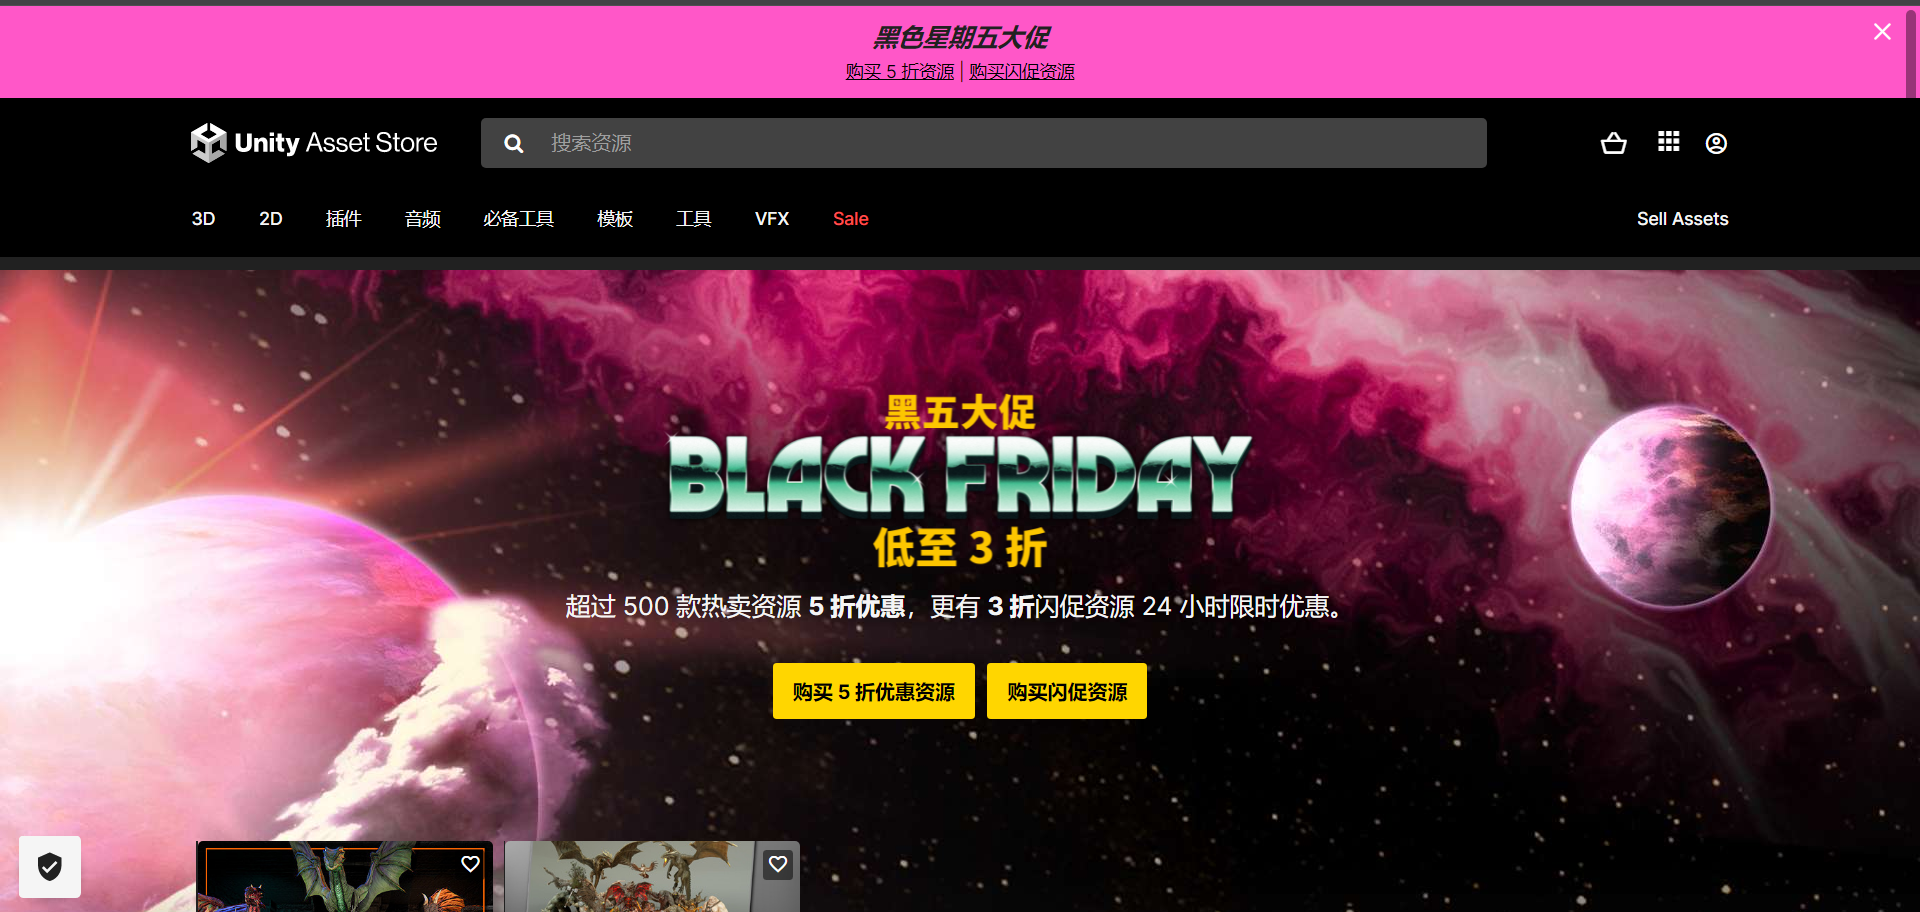 黑色星期五大促
购买 5 折资源 | 购买闪促资源
Unity Asset Store
搜索资源
3D 2D 插件 音频 必备工具 模板 工具 VFX Sale Sell Assets
黑五大促
BLACK FRIDAY
低至 3 折
超过 500 款热卖资源 5 折优惠，更有 3 折闪促资源 24 小时限时优惠。
购买 5 折优惠资源 购买闪促资源